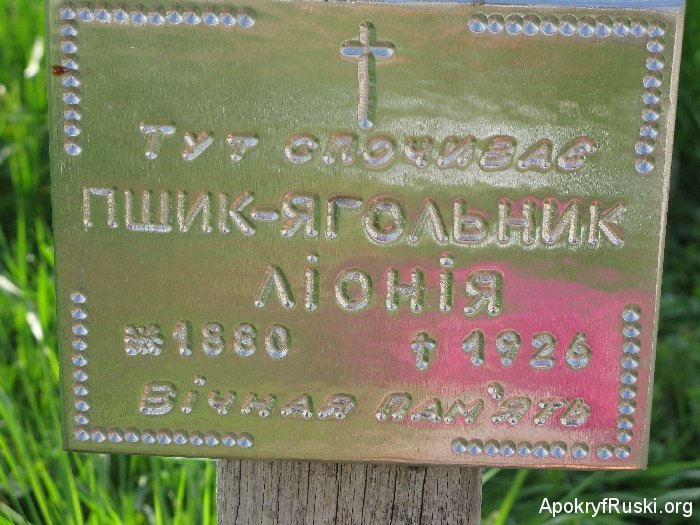 Тут спочиває
ПШИК-ЯГОЛЬНИК
ЛіОНіЯ
* 1880 † 1926
Вічная Пам'ять
ApokryfRuski.org